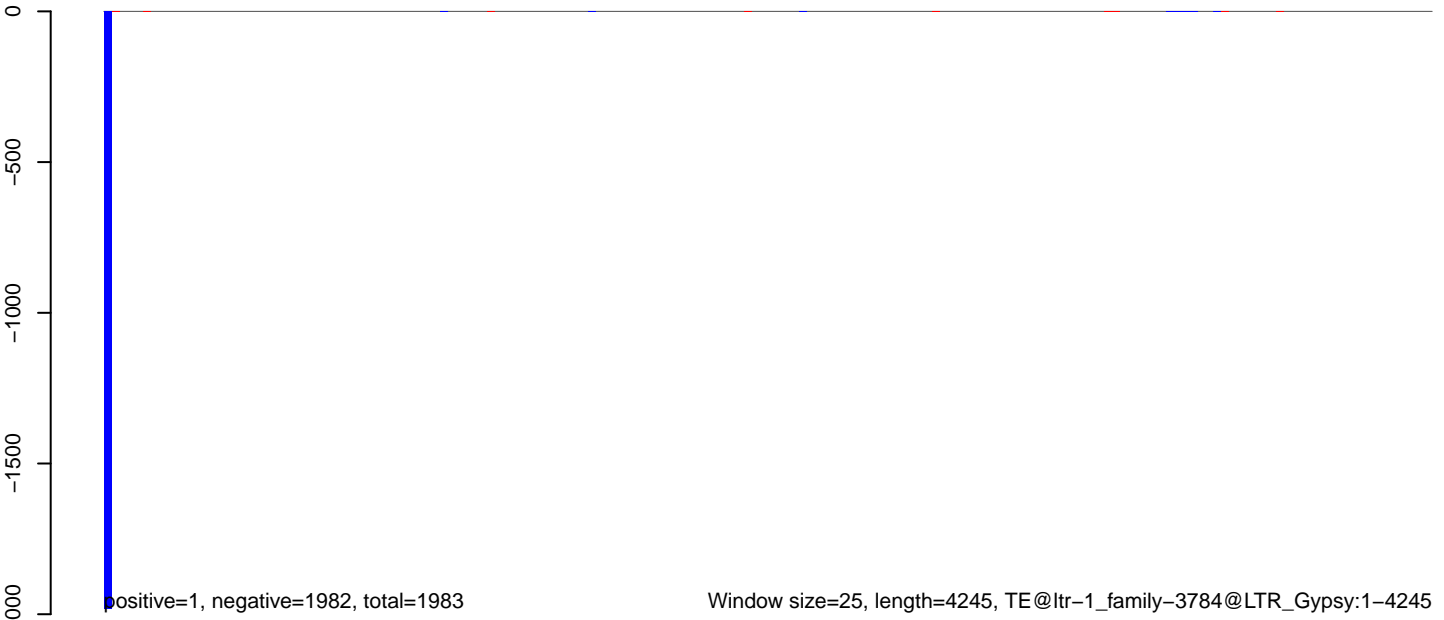 0
−500
−1000
−1500
000
positive=1, negative=1982, total=1983
Window size=25, length=4245, TE@ltr−1_family−3784@LTR_Gypsy:1−4245